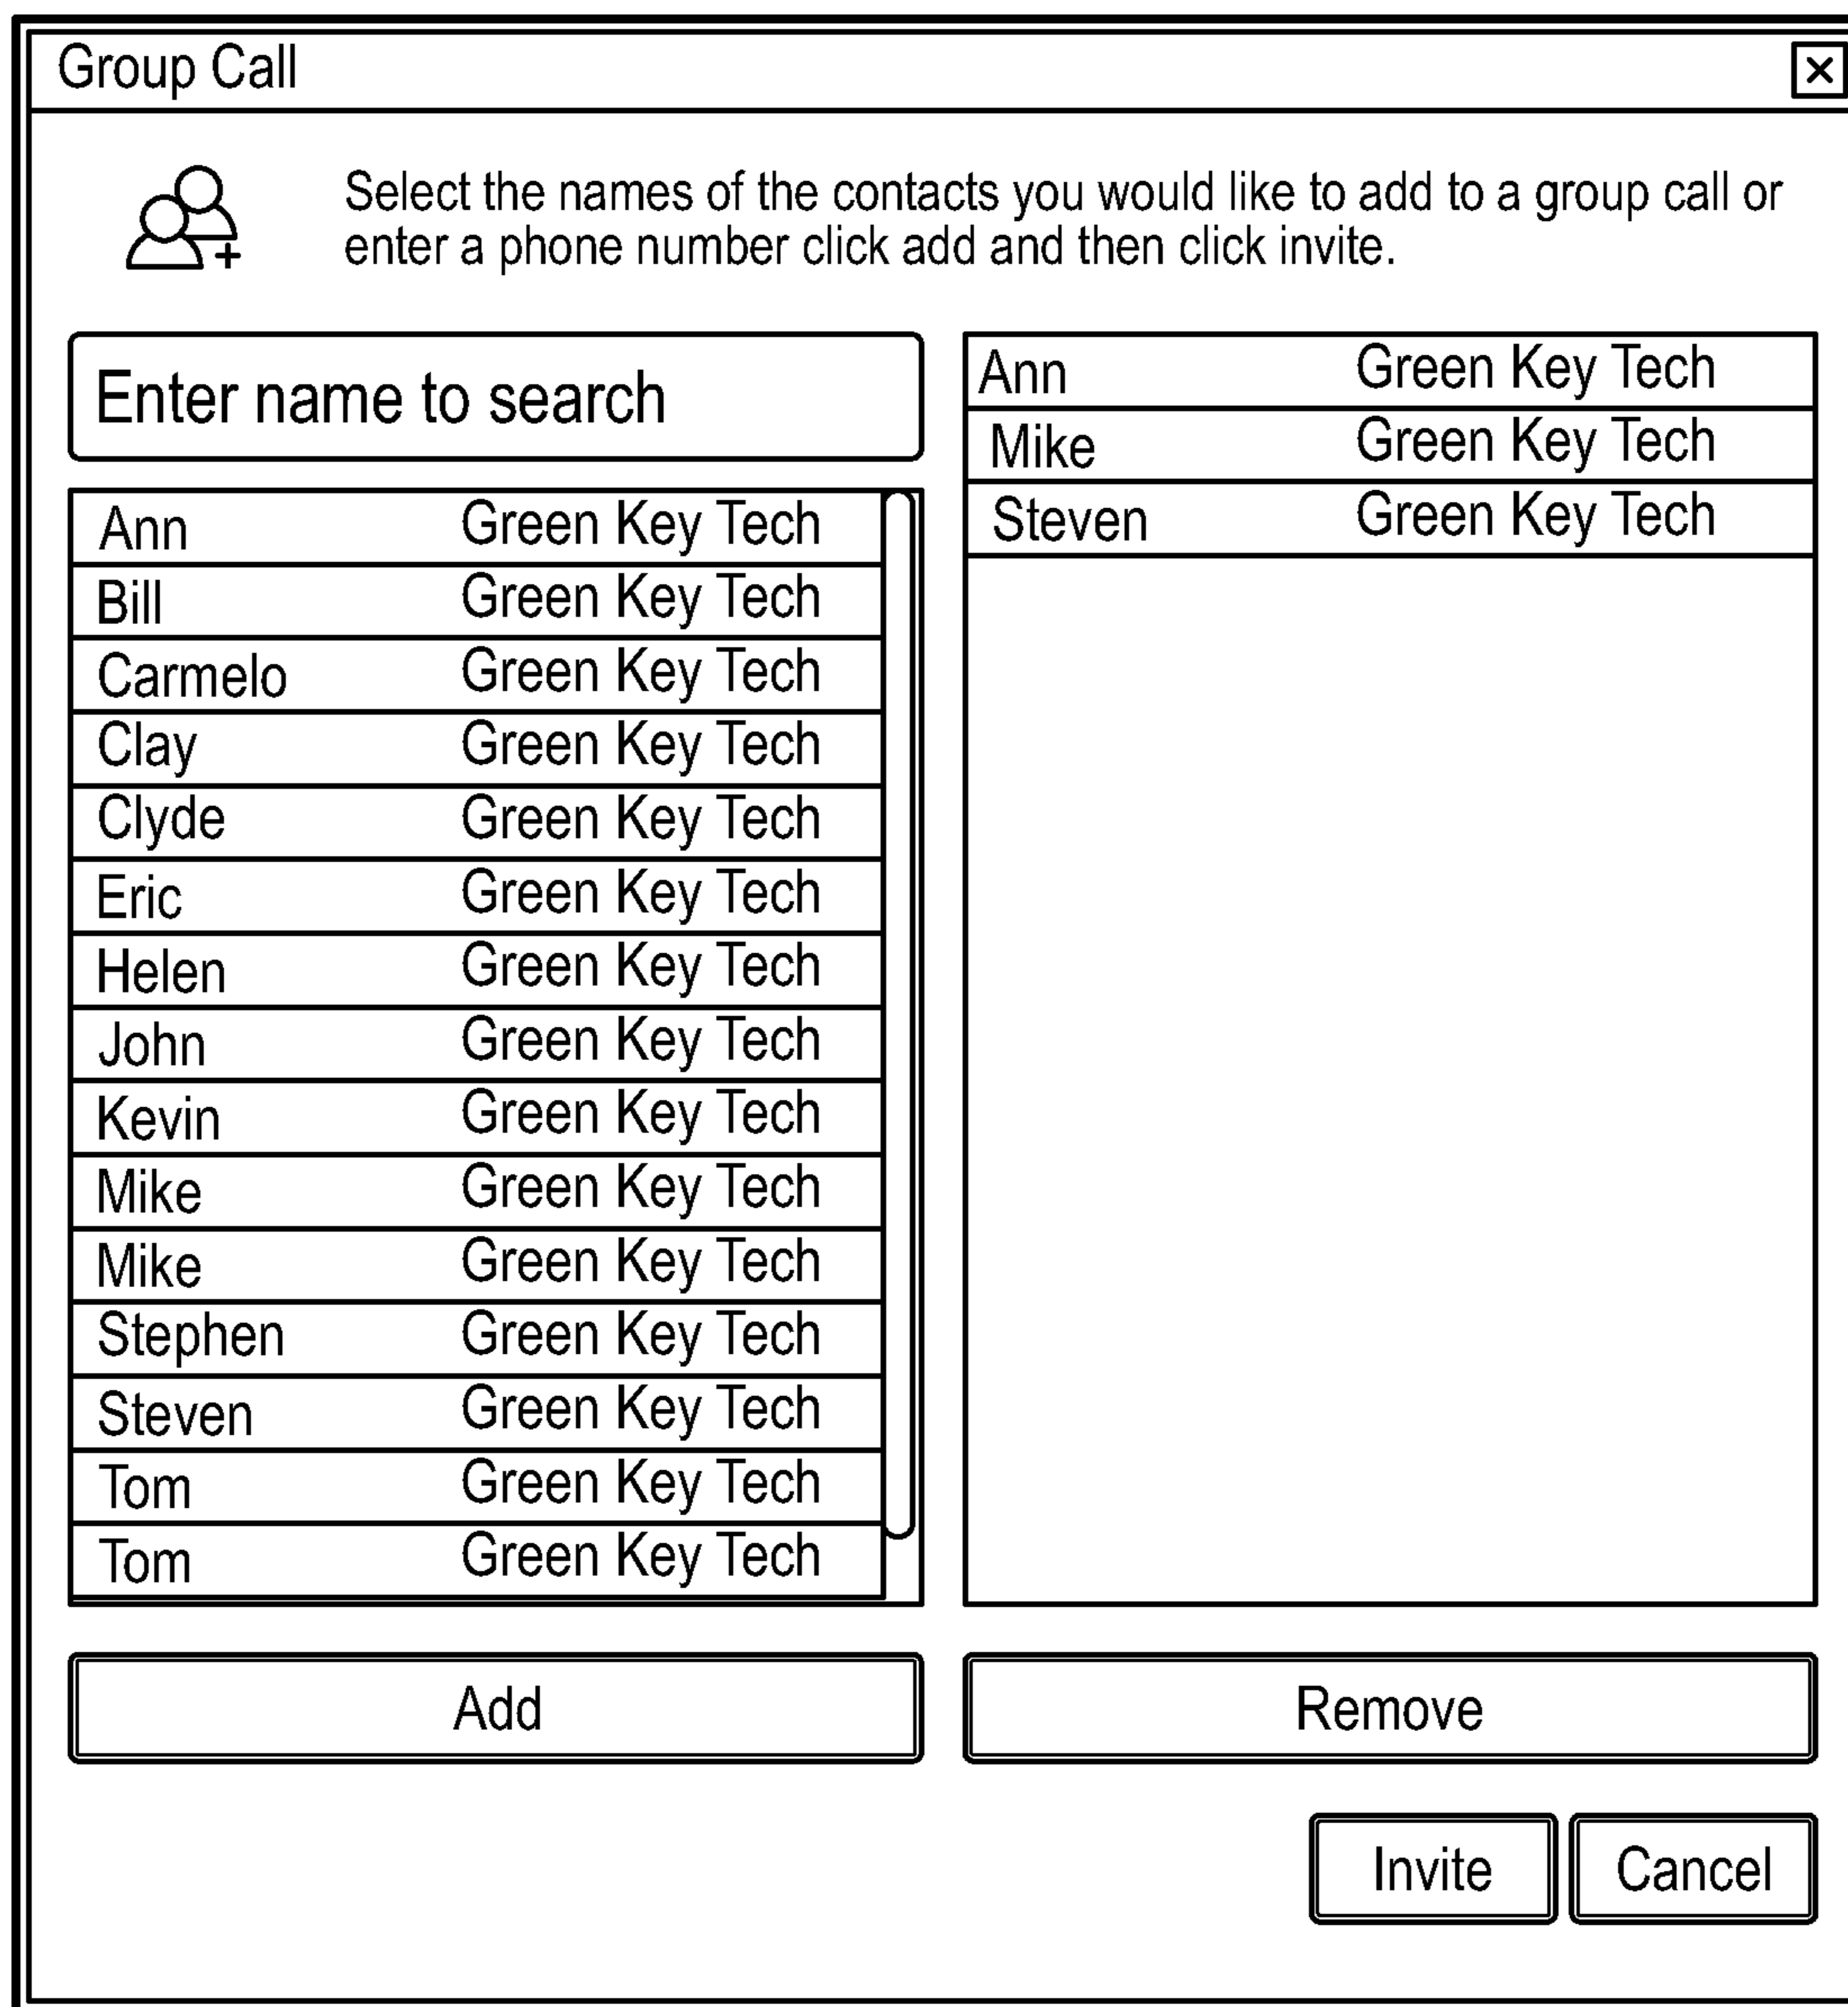 Group Call
Select the names of the contacts you would like to add to a group call or
enter a phone number click add and then click invite.
Enter name to search
Ann Green Key Tech
Bill Green Key Tech
Carmelo Green Key Tech
Clay Green Key Tech
Clyde Green Key Tech
Eric Green Key Tech
Helen Green Key Tech
John Green Key Tech
Kevin Green Key Tech
Mike Green Key Tech
Mike Green Key Tech
Stephen Green Key Tech
Steven Green Key Tech
Tom Green Key Tech
Tom Green Key Tech
Add
Ann Green Key Tech
Mike Green Key Tech
Steven Green Key Tech
Remove
Invite Cancel